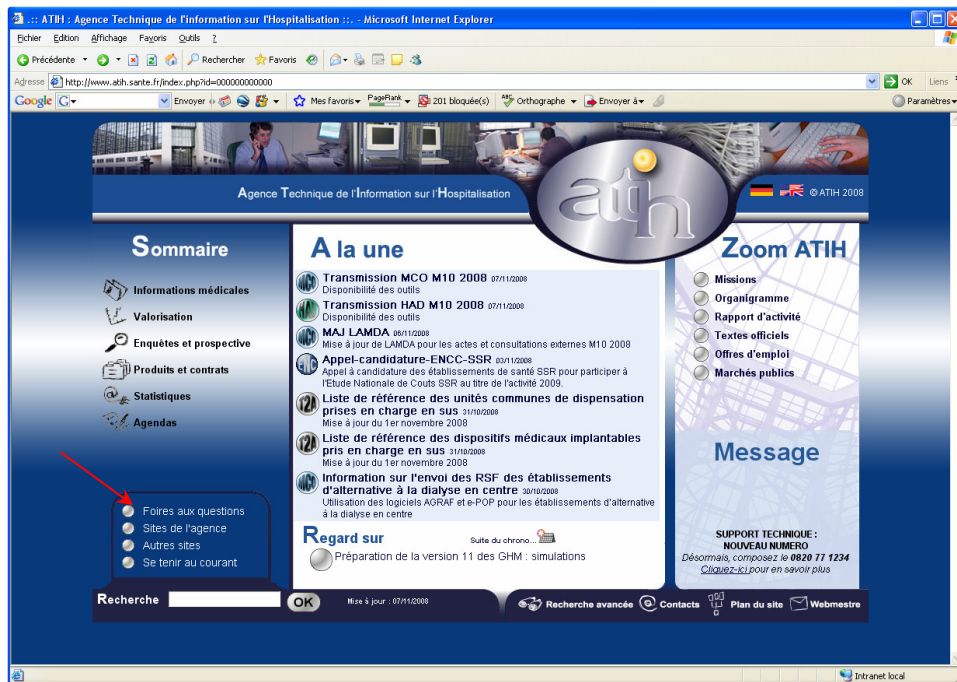 .:: ATIH : Agence Technique de l'information sur l'Hospitalisation ::. - Microsoft Internet Explorer
Fichier Edition Affichage Favoris Outils ?
Précédente Rechercher Favoris
Adresse http://www.atih.sante.fr/index.php?id=000000000000 OK Liens
Google G Envoyer Mes favoris PageRank 201 bloquée(s) ABC Orthographe Envoyer à Paramètres
Agence Technique de l'Information sur l'Hospitalisation
atih
© ATIH 2008
Sommaire
Informations médicales
Valorisation
Enquêtes et prospective
Produits et contrats
Statistiques
Agendas
Foires aux questions
Sites de l'agence
Autres sites
Se tenir au courant
A la une
MCO Transmission MCO M10 2008 07/11/2008
Disponibilité des outils
HAD Transmission HAD M10 2008 07/11/2008
Disponibilité des outils
MCO MAJ LAMDA 06/11/2008
Mise à jour de LAMDA pour les actes et consultations externes M10 2008
Appel-candidature-ENCC-SSR 03/11/2008
Appel à candidature des établissements de santé SSR pour participer à
l'Etude Nationale de Couts SSR au titre de l'activité 2009.
T2A Liste de référence des unités communes de dispensation
prises en charge en sus 31/10/2008
Mise à jour du 1er novembre 2008
T2A Liste de référence des dispositifs médicaux implantables
pris en charge en sus 31/10/2008
Mise à jour du 1er novembre 2008
MCO Information sur l'envoi des RSF des établissements
d'alternative à la dialyse en centre 30/10/2008
Utilisation des logiciels AGRAF et e-POP pour les établissements d'alternative
à la dialyse en centre
Regard sur Suite du chrono...
Préparation de la version 11 des GHM : simulations
Zoom ATIH
Missions
Organigramme
Rapport d'activité
Textes officiels
Offres d'emploi
Marchés publics
Message
SUPPORT TECHNIQUE :
NOUVEAU NUMERO
Désormais, composez le 0820 77 1234
Cliquez-ici pour en savoir plus
Recherche OK Mise à jour : 07/11/2008 Recherche avancée Contacts Plan du site Webmestre
Intranet local